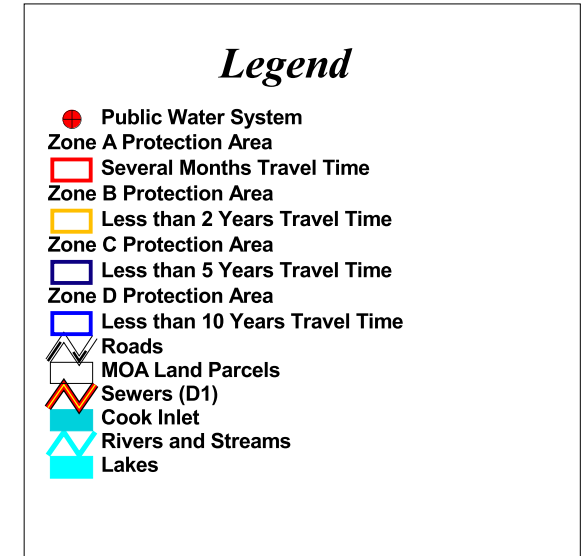 Legend
Public Water System
Zone A Protection Area
Several Months Travel Time
Zone B Protection Area
Less than 2 Years Travel Time
Zone C Protection Area
Less than 5 Years Travel Time
Zone D Protection Area
Less than 10 Years Travel Time
Roads
MOA Land Parcels
Sewers (D1)
Cook Inlet
Rivers and Streams
Lakes